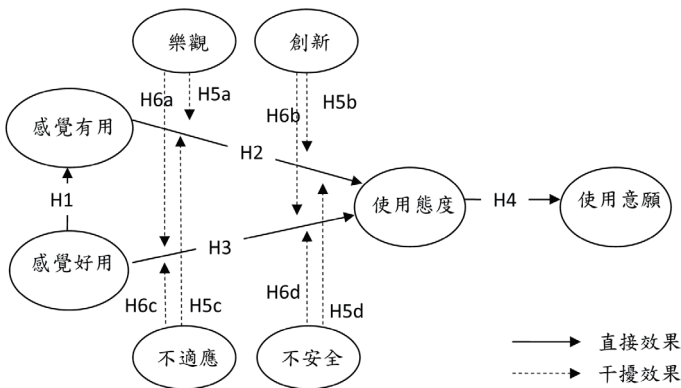 樂觀
創新
H6a
H5a
H6b
H5b
感覺有用
H2
H1
使用態度
H4
使用意願
H3
感覺好用
H6c
H5c
H6d
H5d
不適應
不安全
直接效果
干擾效果